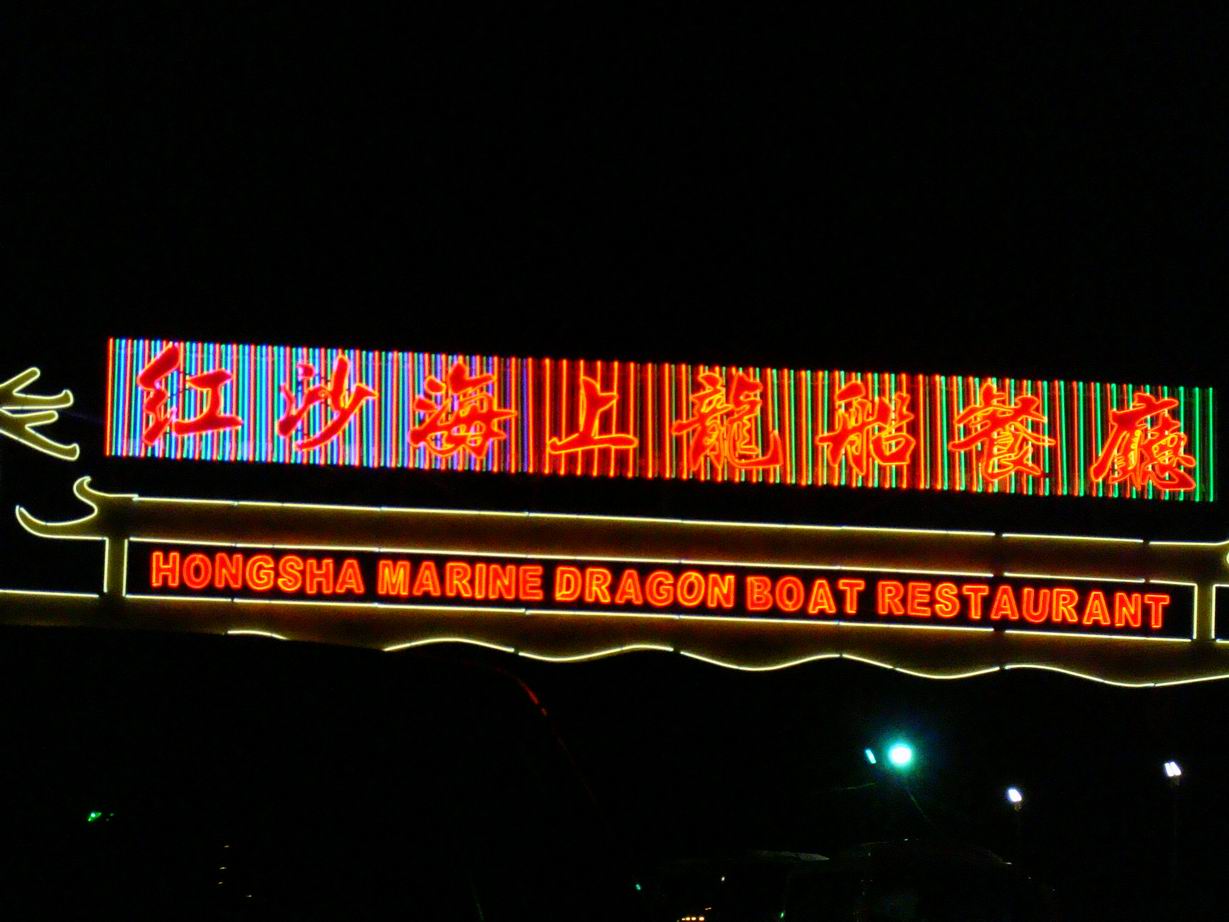 红沙海上龍船餐廳
HONGSHA MARINE DRAGON BOAT RESTAURANT